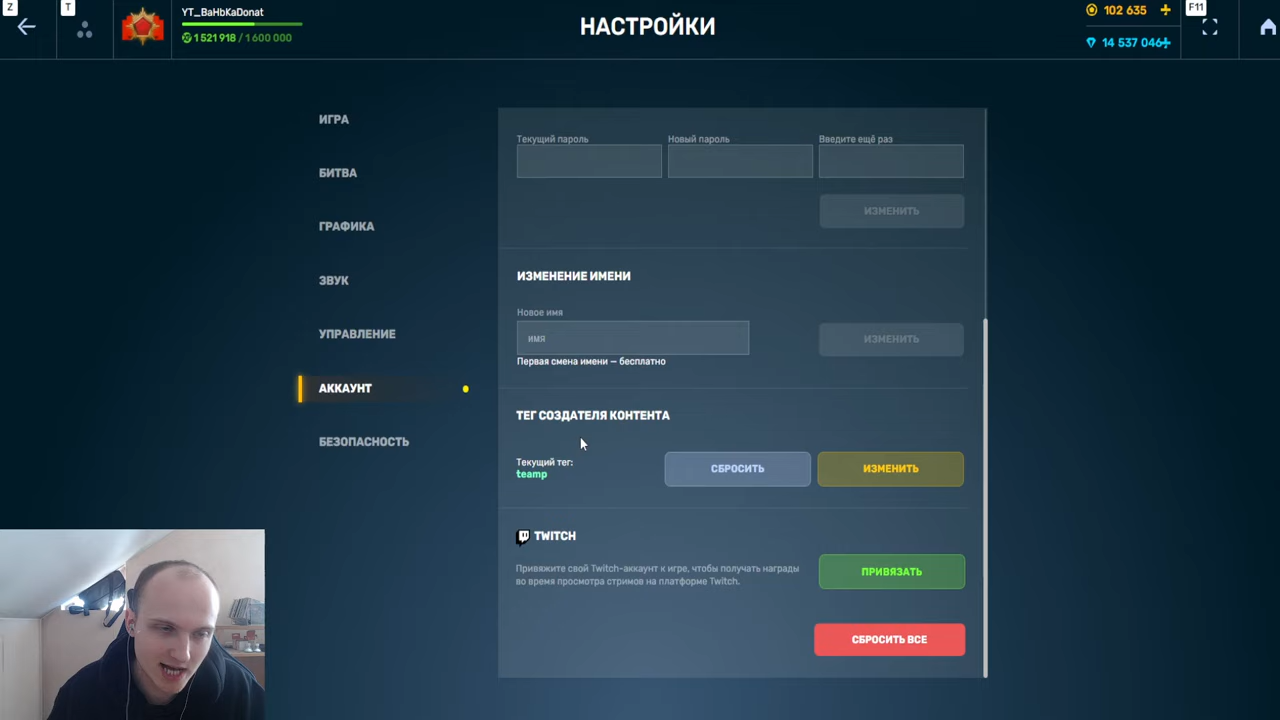 Z
T
YT_BaHbKaDonat
1 521 918 / 1 600 000
НАСТРОЙКИ
102 635
14 537 046
F11
ИГРА
БИТВА
ГРАФИКА
ЗВУК
УПРАВЛЕНИЕ
АККАУНТ
БЕЗОПАСНОСТЬ
Текущий пароль
Новый пароль
Введите ещё раз
ИЗМЕНИТЬ
ИЗМЕНЕНИЕ ИМЕНИ
Новое имя
имя
ИЗМЕНИТЬ
Первая смена имени — бесплатно
ТЕГ СОЗДАТЕЛЯ КОНТЕНТА
Текущий тег:
teamp
СБРОСИТЬ
ИЗМЕНИТЬ
TWITCH
Привяжите свой Twitch-аккаунт к игре, чтобы получать награды
во время просмотра стримов на платформе Twitch.
ПРИВЯЗАТЬ
СБРОСИТЬ ВСЕ